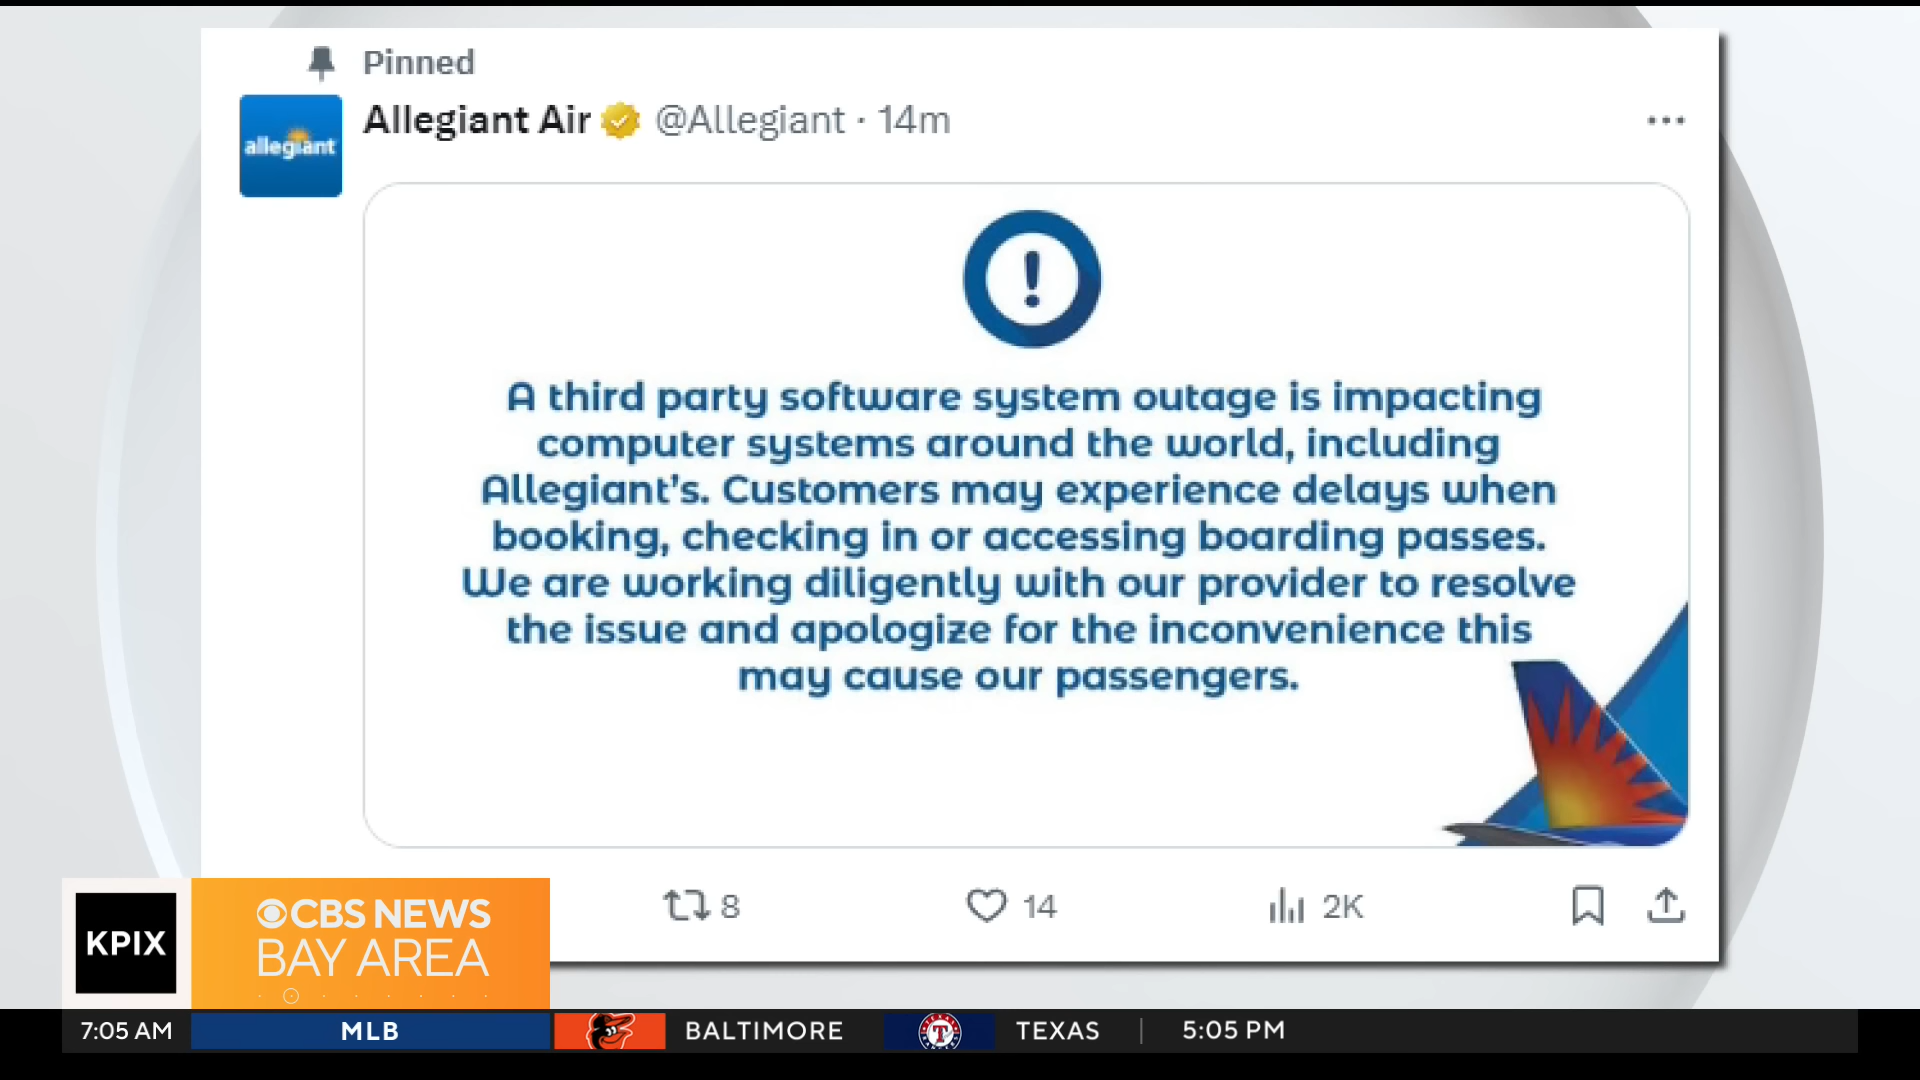 Pinned
Allegiant Air @Allegiant · 14m
allegiant
!
A third party software system outage is impacting
computer systems around the world, including
Allegiant's. Customers may experience delays when
booking, checking in or accessing boarding passes.
We are working diligently with our provider to resolve
the issue and apologize for the inconvenience this
may cause our passengers.
8 14 2K
KPIX CBS NEWS
BAY AREA
7:05 AM MLB BALTIMORE T TEXAS | 5:05 PM